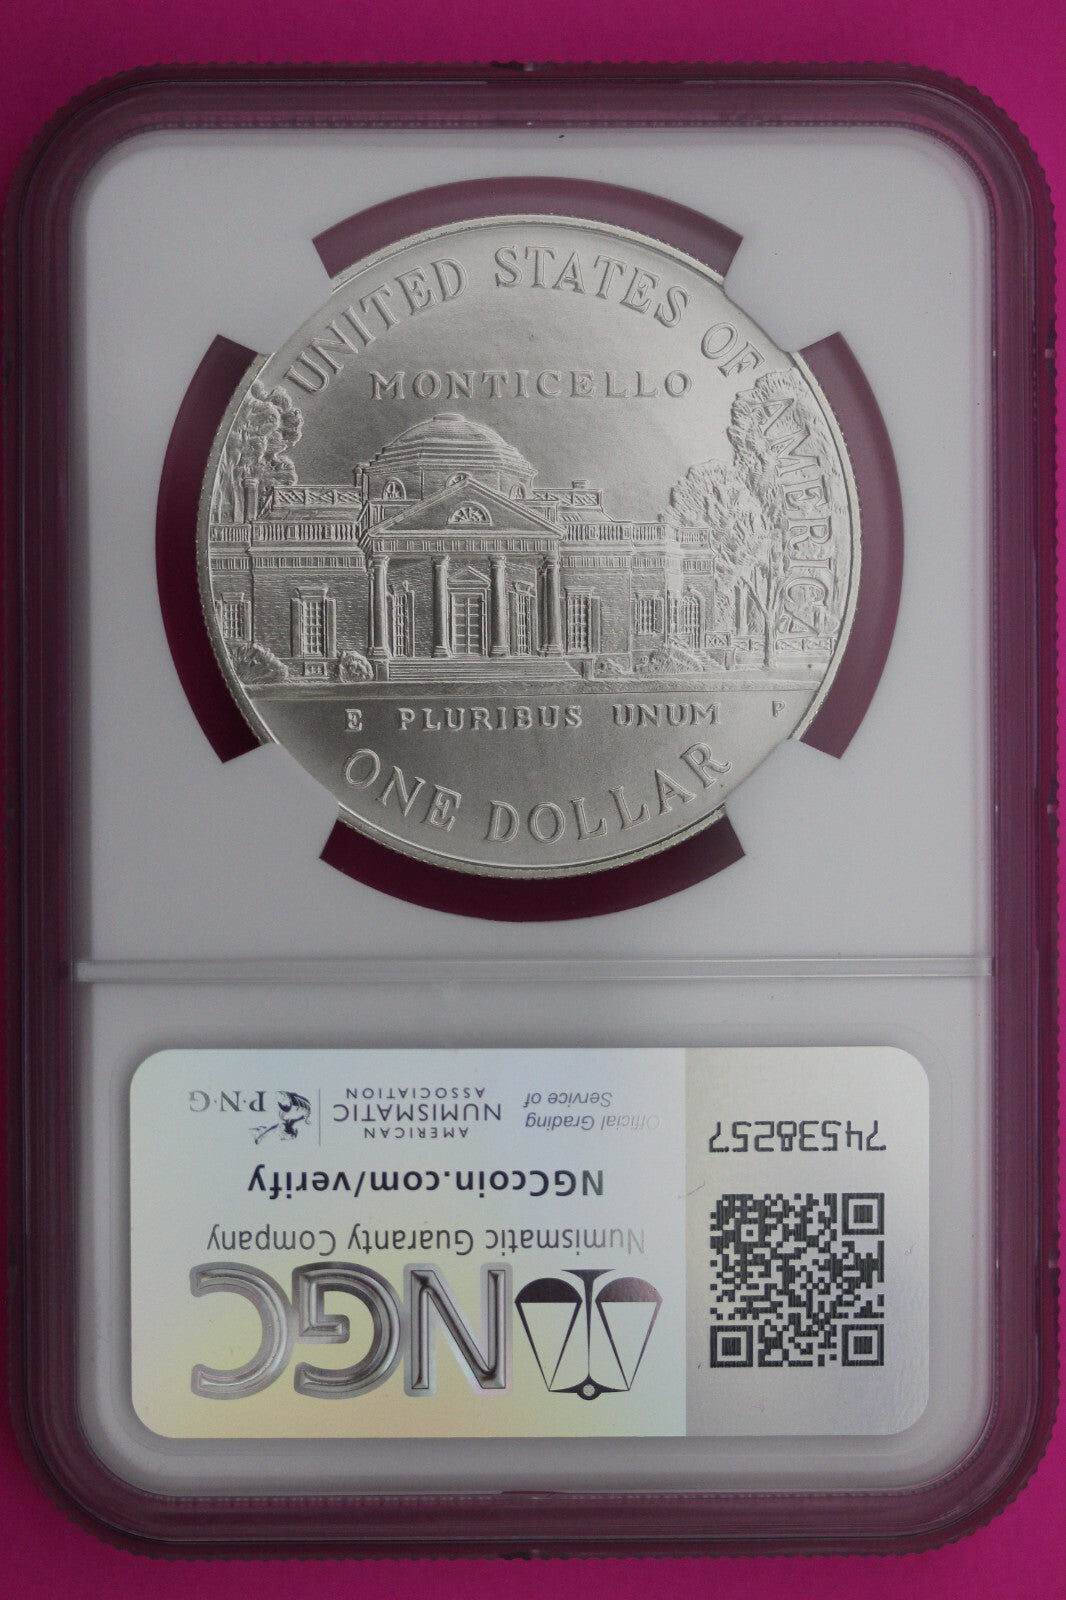 UNITED STATES OF AMERICA
MONTICELLO
E PLURIBUS UNUM P
ONE DOLLAR
NGC
Numismatic Guaranty Company
NGCcoin.com/verify
Official Grading
Service of
AMERICAN
NUMISMATIC
ASSOCIATION
P·N·G
74538257